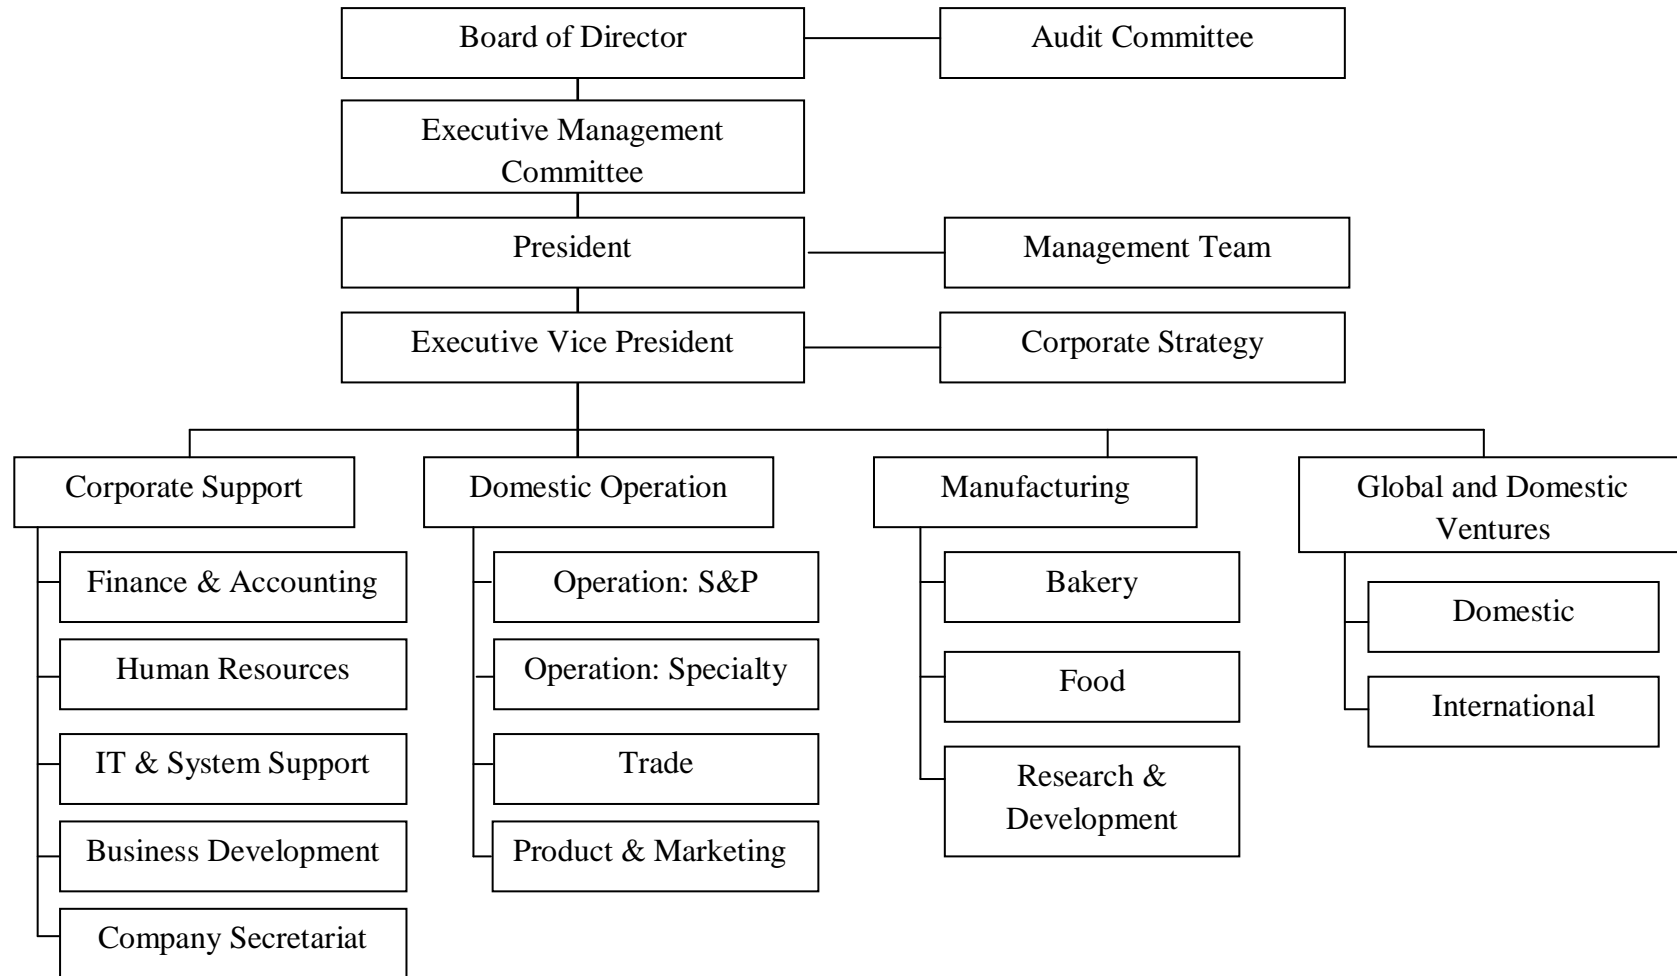 Board of Director
Audit Committee
Executive Management
Committee
President
Management Team
Executive Vice President
Corporate Strategy
Corporate Support
Finance & Accounting
Human Resources
IT & System Support
Business Development
Company Secretariat
Domestic Operation
Operation: S&P
Operation: Specialty
Trade
Product & Marketing
Manufacturing
Bakery
Food
Research &
Development
Global and Domestic
Ventures
Domestic
International